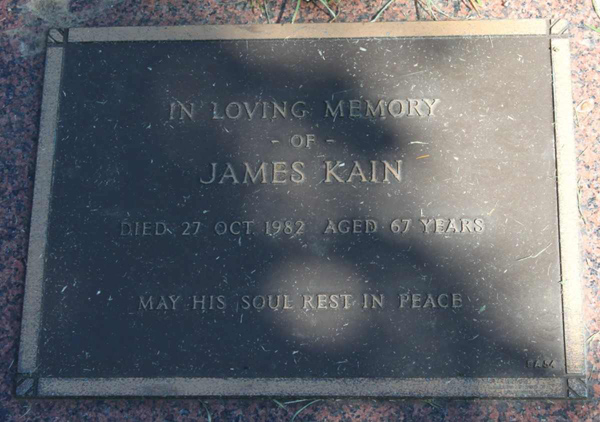 IN LOVING MEMORY
- OF -
JAMES KAIN
DIED 27 OCT. 1982 AGED 67 YEARS
MAY HIS SOUL REST IN PEACE